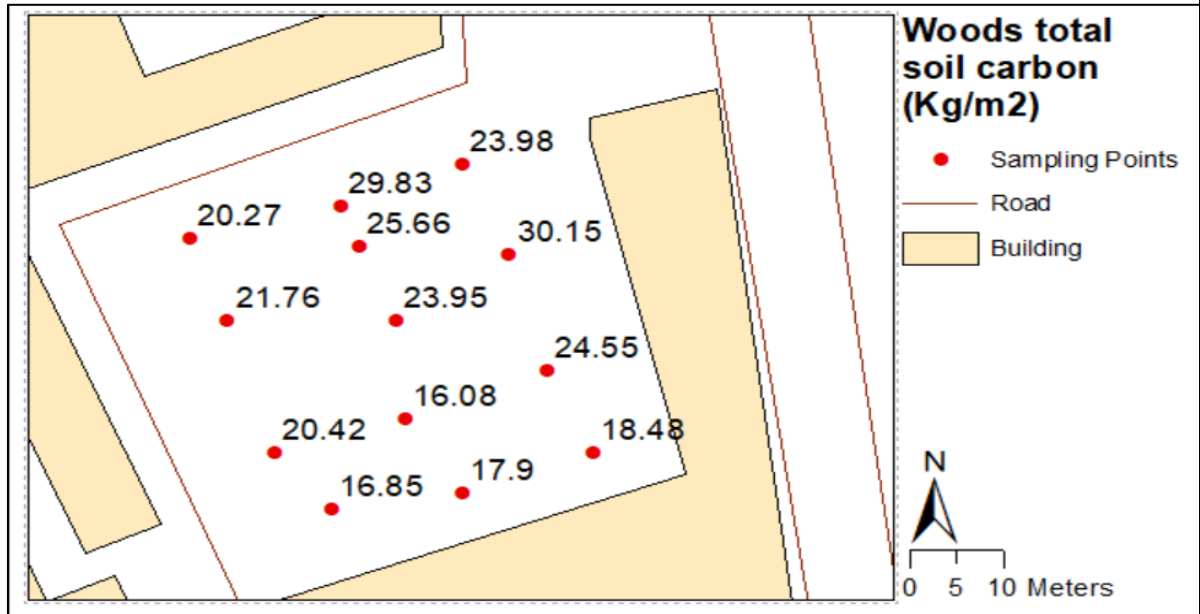 Woods total
soil carbon
(Kg/m2)
Sampling Points
Road
Building
23.98
29.83
20.27
25.66
30.15
21.76
23.95
24.55
16.08
20.42
18.48
17.9
16.85
N
0 5 10 Meters